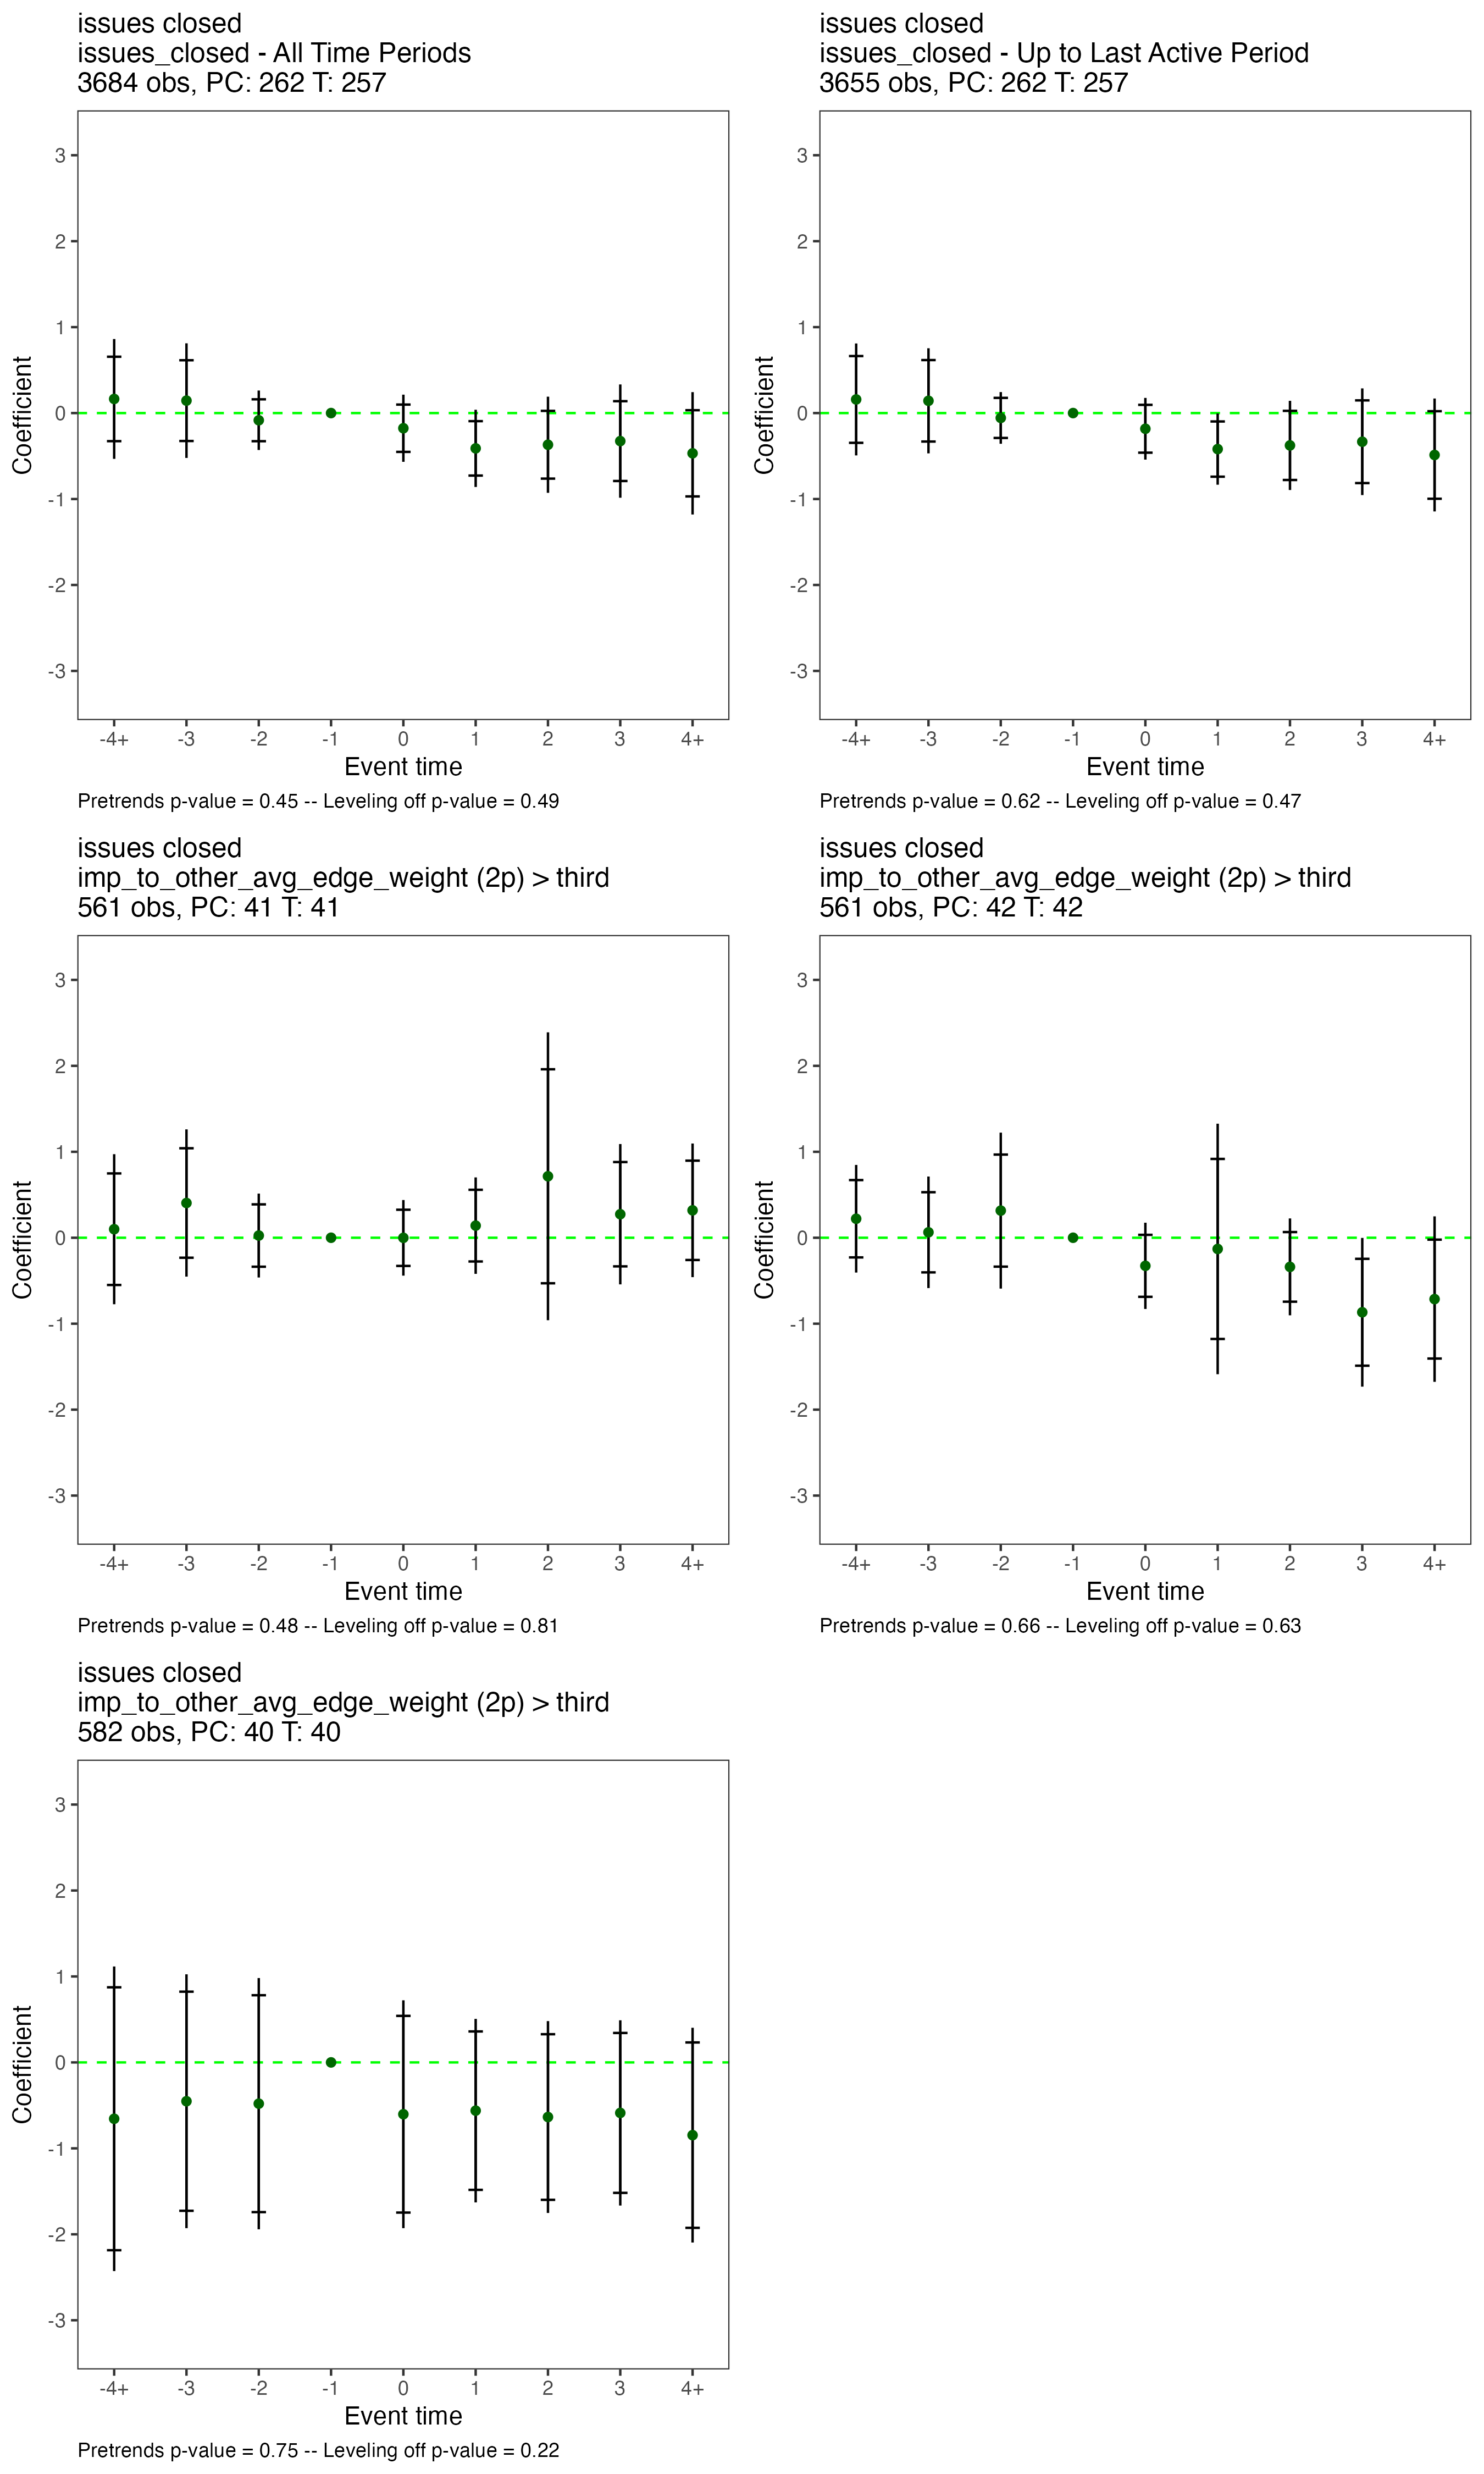 issues closed
issues_closed - All Time Periods
3684 obs, PC: 262 T: 257
3
2
1
0
-1
-2
-3
Coefficient
-4+ -3 -2 -1 0 1 2 3 4+
Event time
Pretrends p-value = 0.45 -- Leveling off p-value = 0.49
issues closed
issues_closed - Up to Last Active Period
3655 obs, PC: 262 T: 257
3
2
1
0
-1
-2
-3
Coefficient
-4+ -3 -2 -1 0 1 2 3 4+
Event time
Pretrends p-value = 0.62 -- Leveling off p-value = 0.47
issues closed
imp_to_other_avg_edge_weight (2p) > third
561 obs, PC: 41 T: 41
3
2
1
0
-1
-2
-3
Coefficient
-4+ -3 -2 -1 0 1 2 3 4+
Event time
Pretrends p-value = 0.48 -- Leveling off p-value = 0.81
issues closed
imp_to_other_avg_edge_weight (2p) > third
561 obs, PC: 42 T: 42
3
2
1
0
-1
-2
-3
Coefficient
-4+ -3 -2 -1 0 1 2 3 4+
Event time
Pretrends p-value = 0.66 -- Leveling off p-value = 0.63
issues closed
imp_to_other_avg_edge_weight (2p) > third
582 obs, PC: 40 T: 40
3
2
1
0
-1
-2
-3
Coefficient
-4+ -3 -2 -1 0 1 2 3 4+
Event time
Pretrends p-value = 0.75 -- Leveling off p-value = 0.22